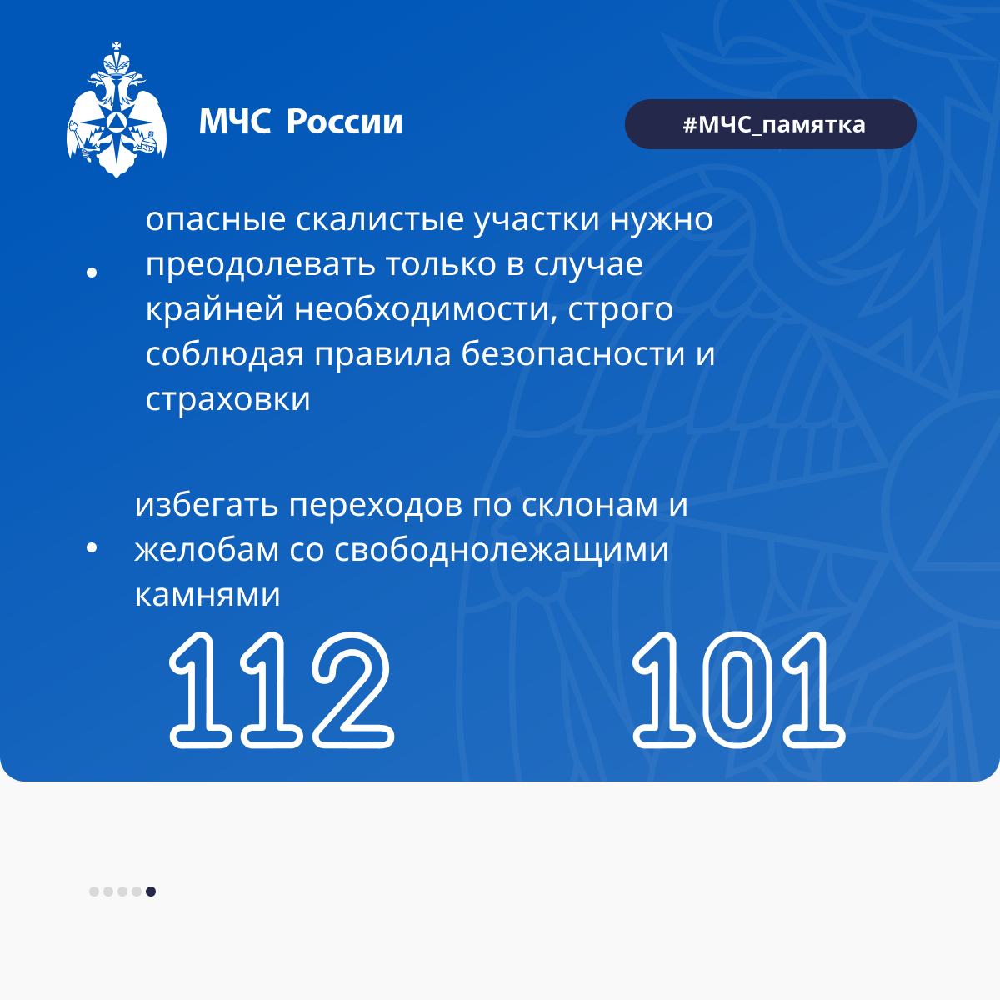 МЧС России
#МЧС_памятка
опасные скалистые участки нужно
преодолевать только в случае
крайней необходимости, строго
соблюдая правила безопасности и
страховки
избегать переходов по склонам и
желобам со свободнолежащими
камнями
112
101